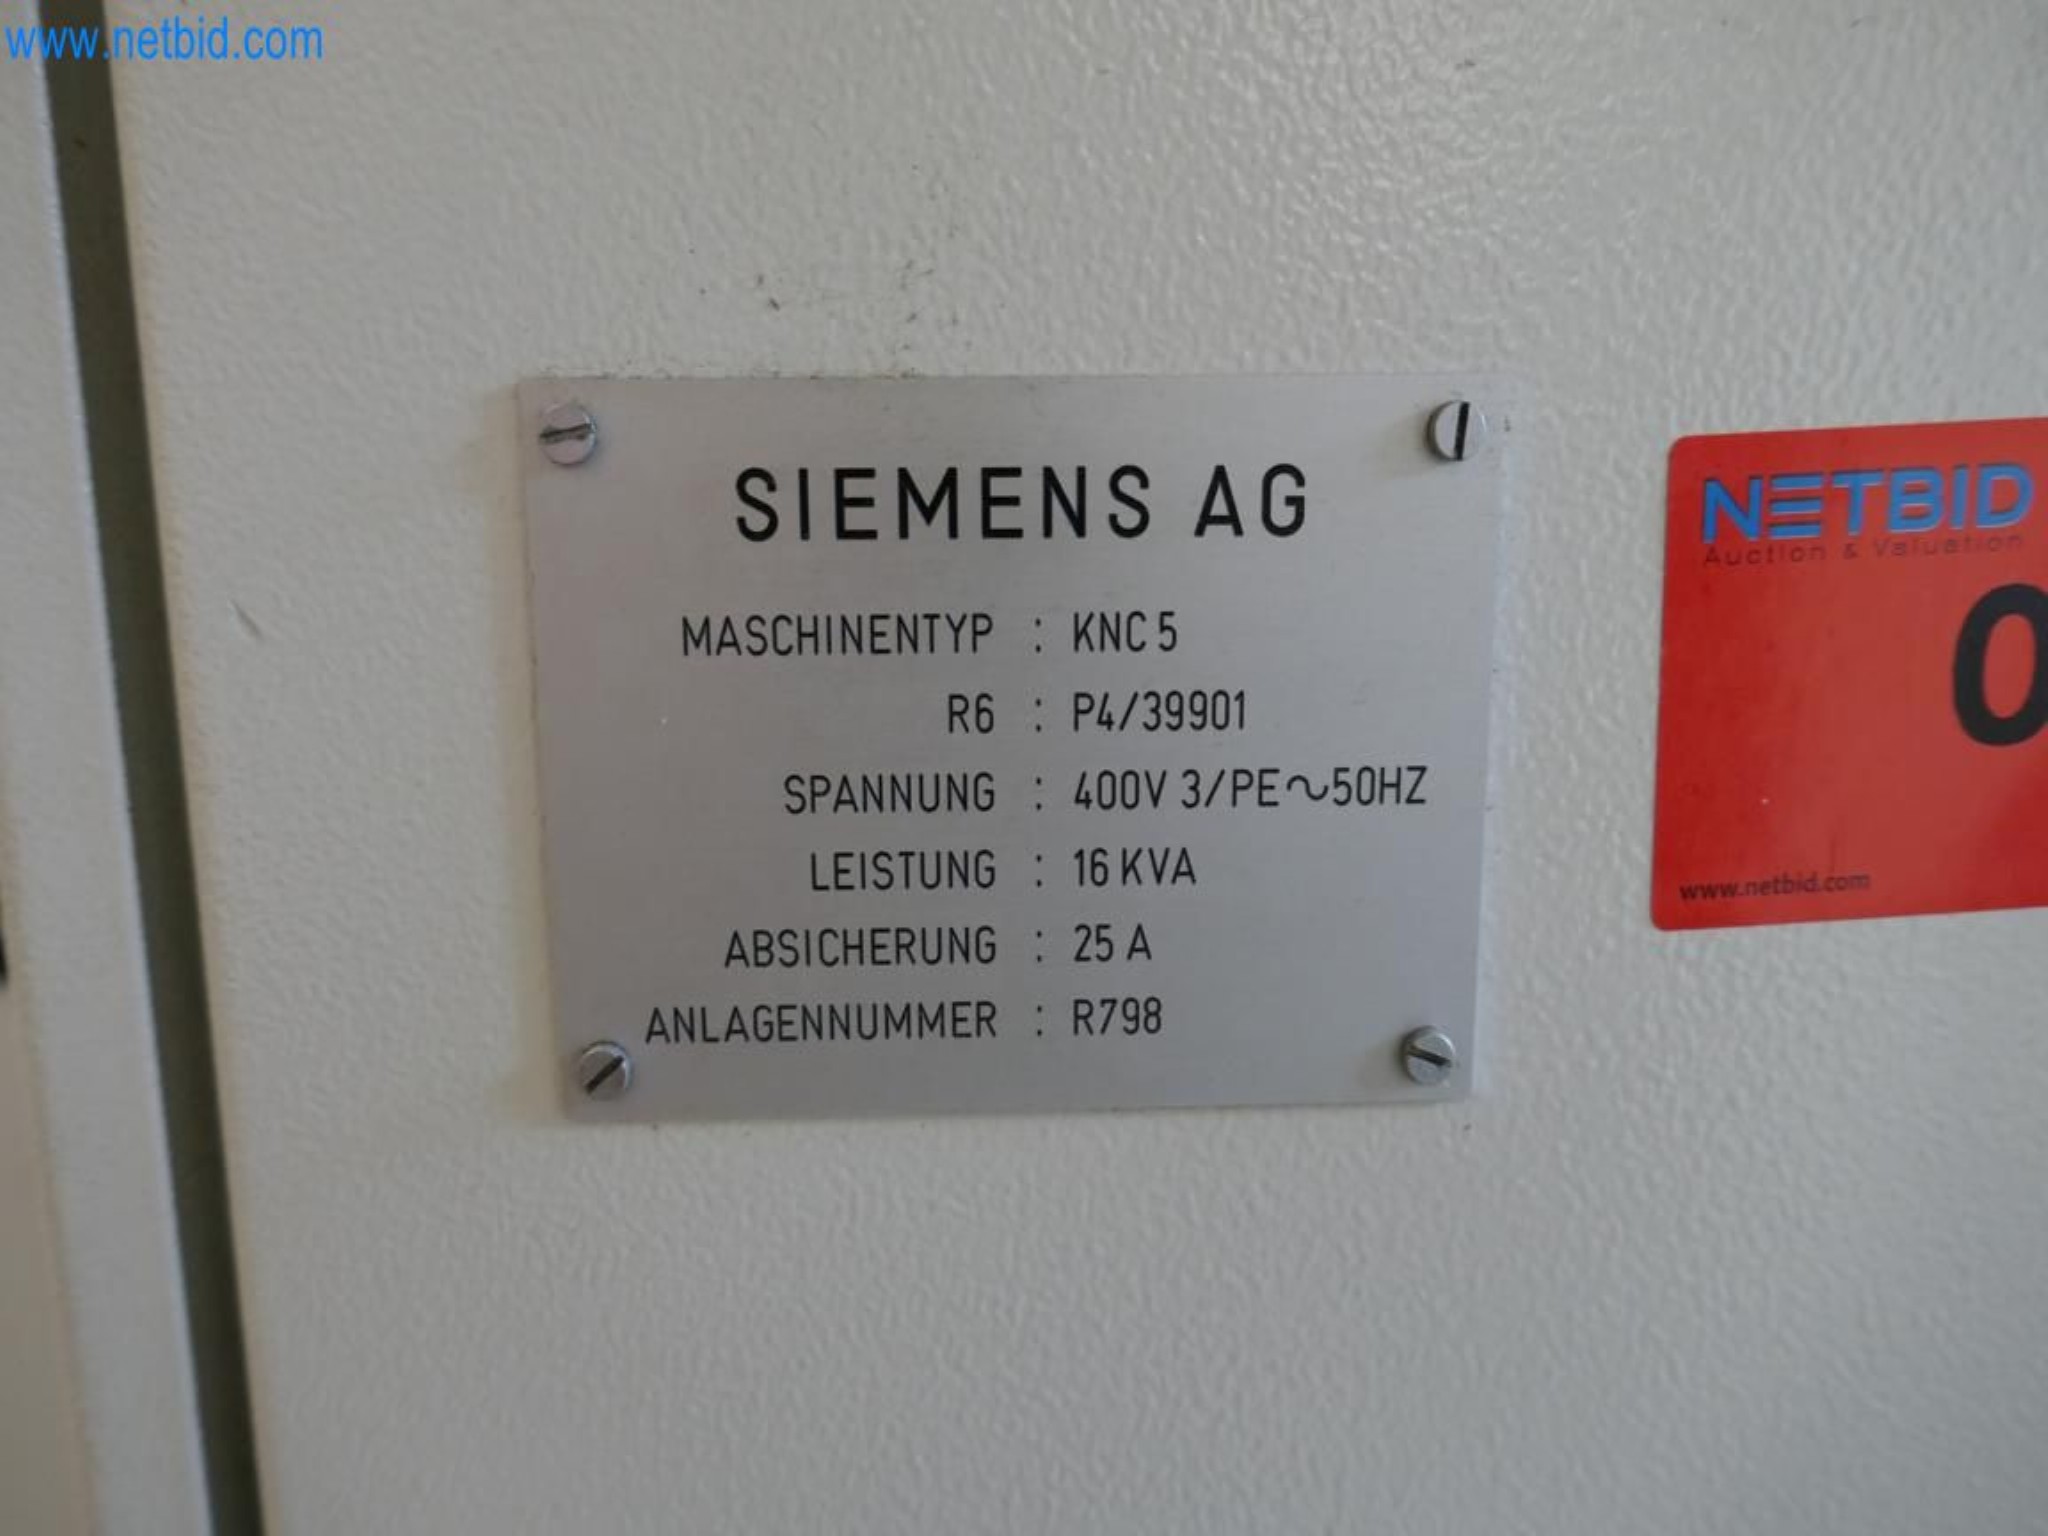 www.netbid.com
SIEMENS AG
MASCHINENTYP : KNC 5
R6 : P4/39901
SPANNUNG : 400V 3/PE∼50HZ
LEISTUNG : 16 KVA
ABSICHERUNG : 25 A
ANLAGENNUMMER : R798
NETBID
Auction & Valuation
0
www.netbid.com